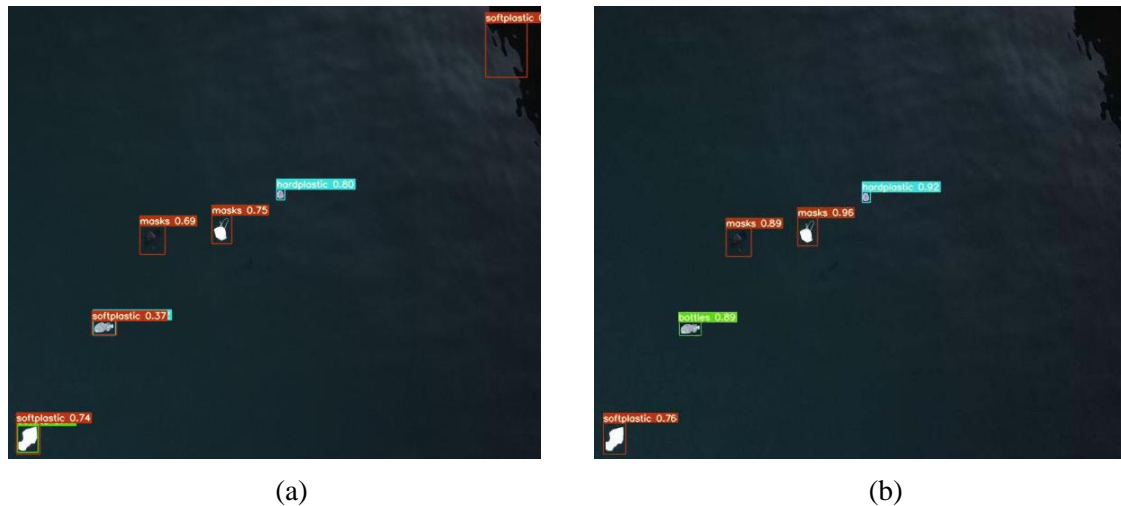 softplastic
hardplastic 0.80
masks 0.75
masks 0.69
softplastic 0.37
softplastic 0.74
(a)
hardplastic 0.92
masks 0.96
masks 0.89
bottles 0.89
softplastic 0.76
(b)